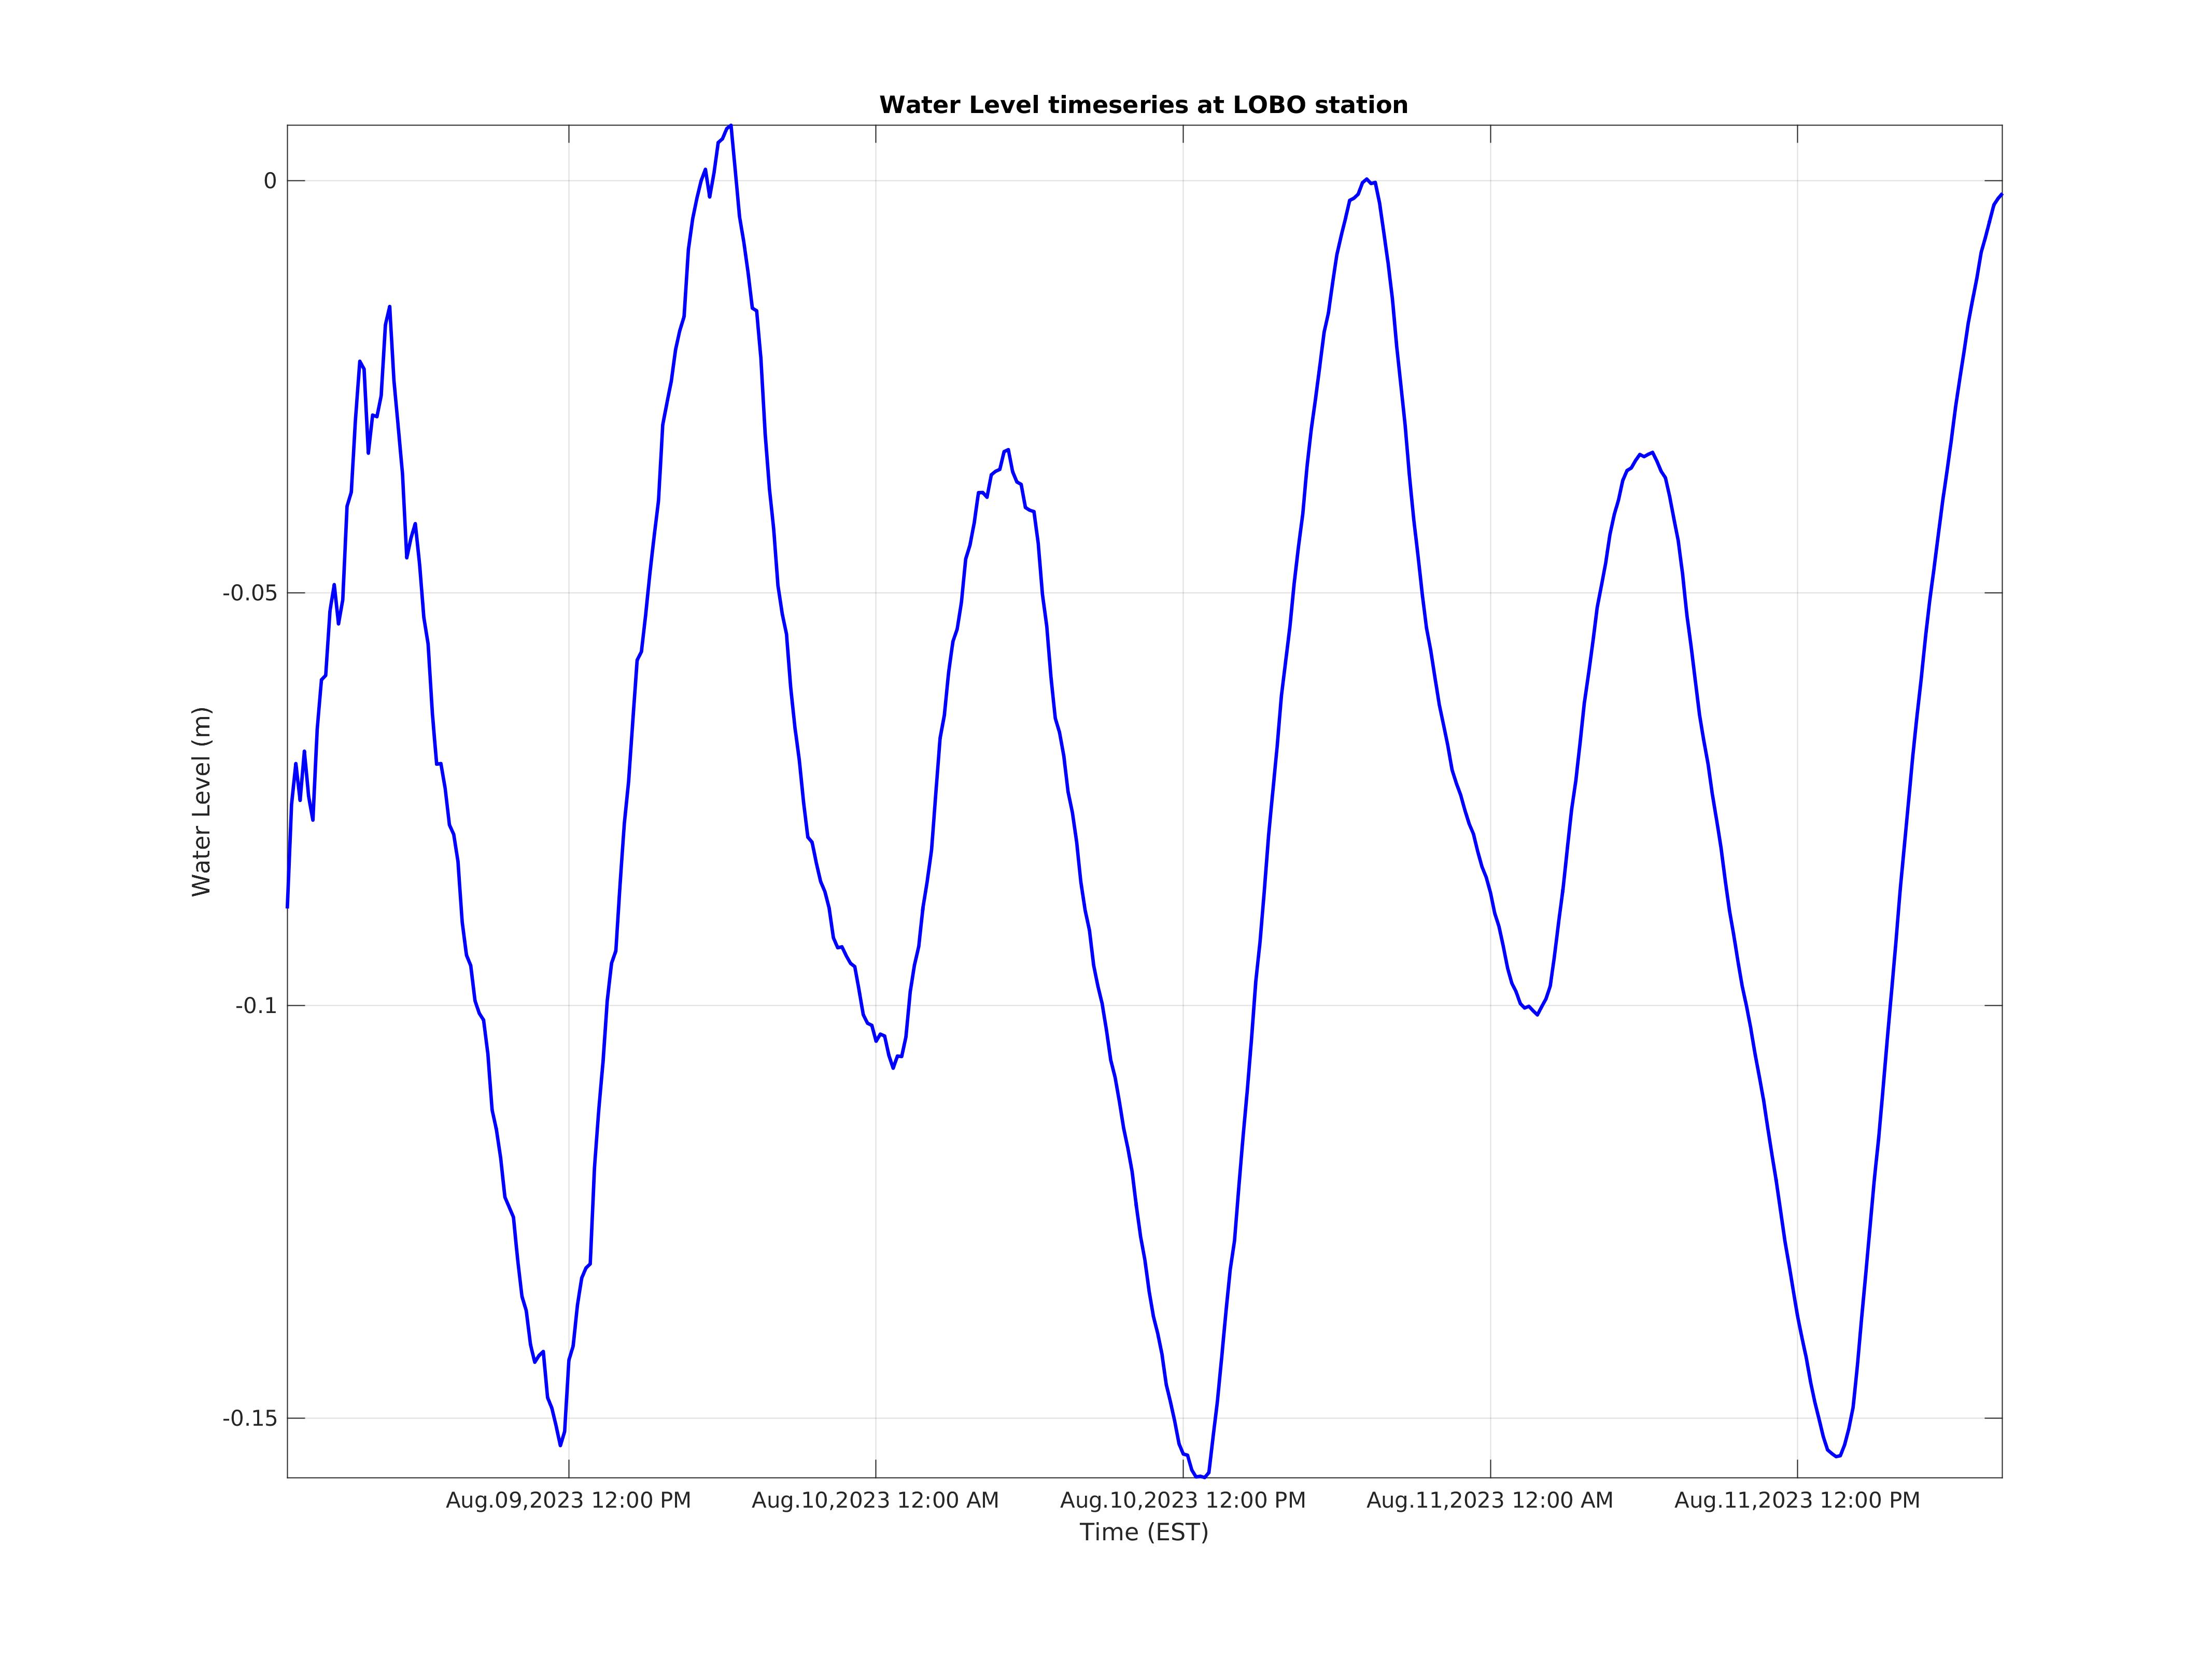 Water Level timeseries at LOBO station
0
-0.05
-0.1
-0.15
Water Level (m)
Aug.09,2023 12:00 PM
Aug.10,2023 12:00 AM
Aug.10,2023 12:00 PM
Aug.11,2023 12:00 AM
Aug.11,2023 12:00 PM
Time (EST)